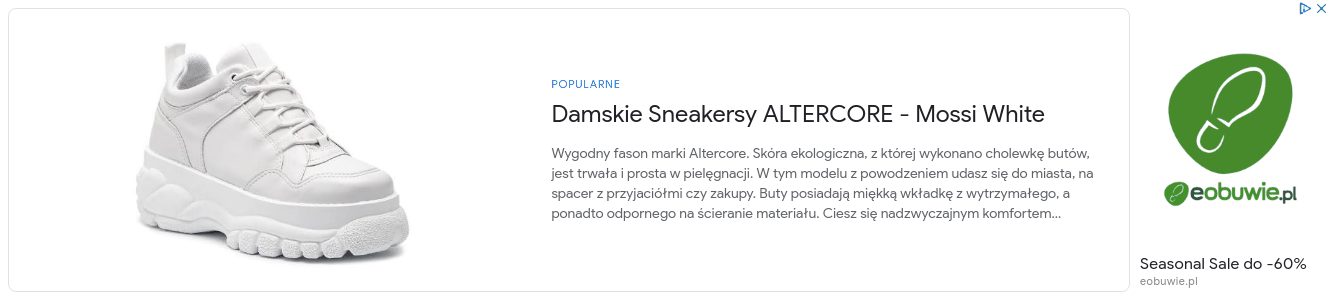 POPULARNE
Damskie Sneakersy ALTERCORE - Mossi White
Wygodny fason marki Altercore. Skóra ekologiczna, z której wykonano cholewkę butów,
jest trwała i prosta w pielęgnacji. W tym modelu z powodzeniem udasz się do miasta, na
spacer z przyjaciółmi czy zakupy. Buty posiadają miękką wkładkę z wytrzymałego, a
ponadto odpornego na ścieranie materiału. Ciesz się nadzwyczajnym komfortem...
eobuwie.pl
Seasonal Sale do -60%
eobuwie.pl